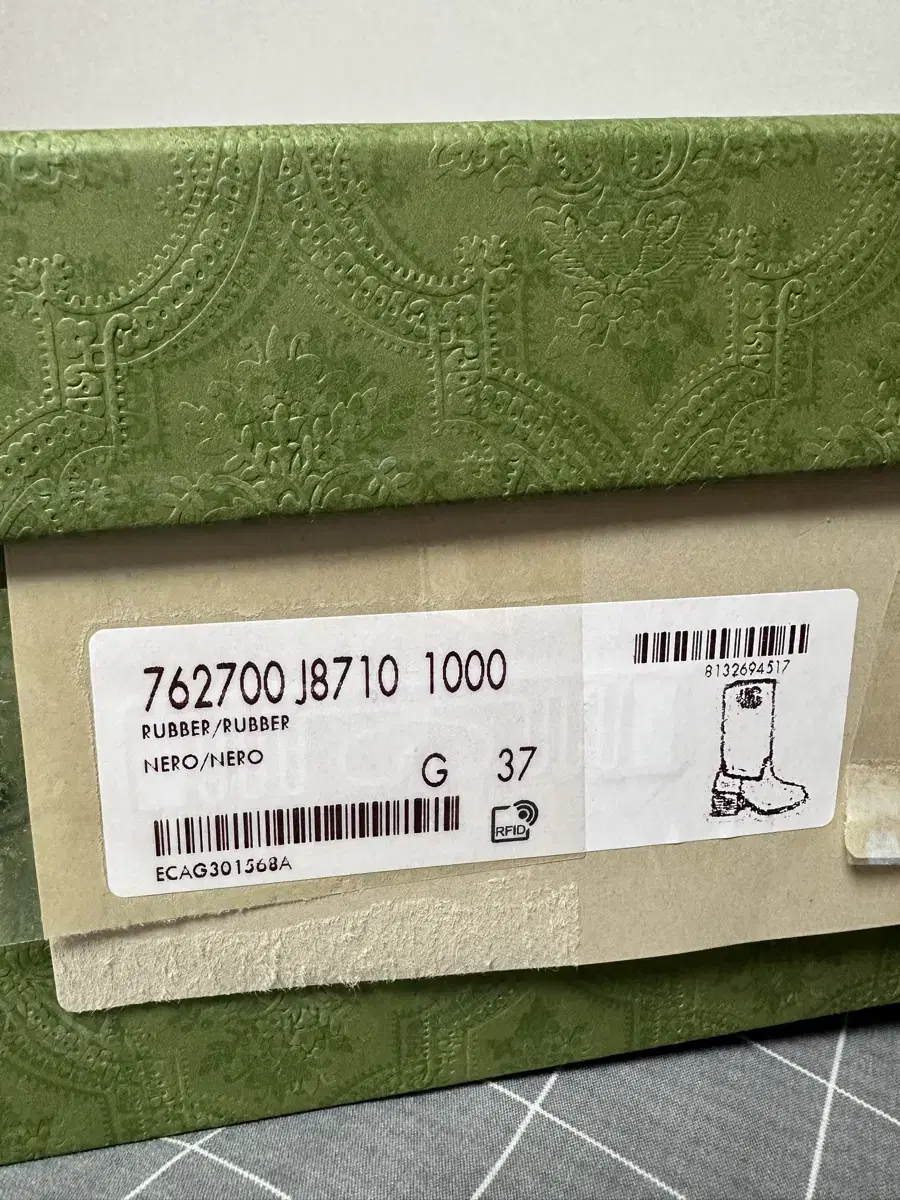 762700 J8710 1000
RUBBER/RUBBER
NERO/NERO
G 37
ECAG301568A
RFID
8132694517